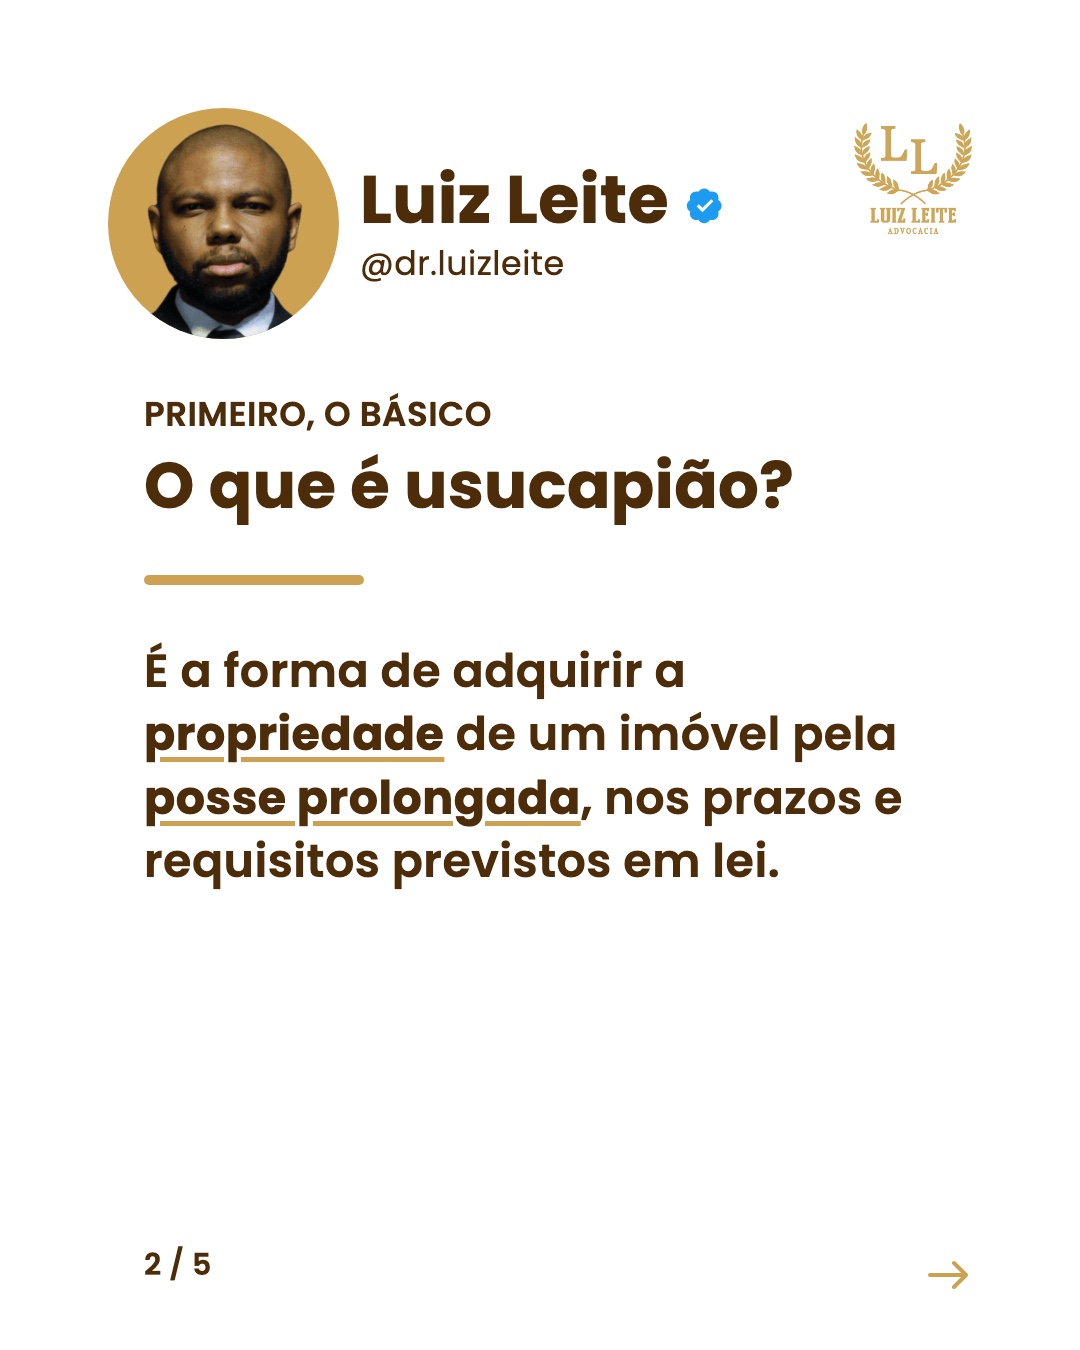 Luiz Leite
@dr.luizleite
LL
LUIZ LEITE
ADVOCACIA
PRIMEIRO, O BÁSICO
O que é usucapião?
É a forma de adquirir a
propriedade de um imóvel pela
posse prolongada, nos prazos e
requisitos previstos em lei.
2 / 5